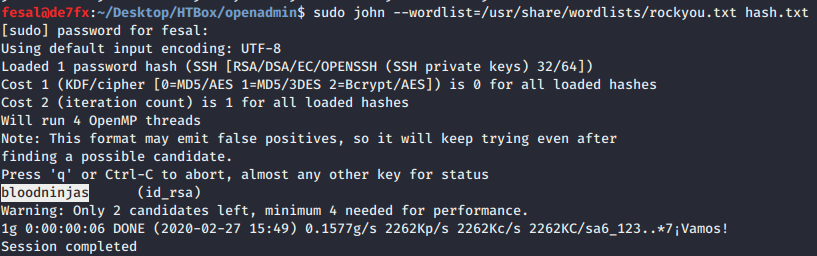 fesal@de7fx:~/Desktop/HTBox/openadmin$ sudo john --wordlist=/usr/share/wordlists/rockyou.txt hash.txt
[sudo] password for fesal:
Using default input encoding: UTF-8
Loaded 1 password hash (SSH [RSA/DSA/EC/OPENSSH (SSH private keys) 32/64])
Cost 1 (KDF/cipher [0=MD5/AES 1=MD5/3DES 2=Bcrypt/AES]) is 0 for all loaded hashes
Cost 2 (iteration count) is 1 for all loaded hashes
Will run 4 OpenMP threads
Note: This format may emit false positives, so it will keep trying even after
finding a possible candidate.
Press 'q' or Ctrl-C to abort, almost any other key for status
bloodninjas      (id_rsa)
Warning: Only 2 candidates left, minimum 4 needed for performance.
1g 0:00:00:06 DONE (2020-02-27 15:49) 0.1577g/s 2262Kp/s 2262Kc/s 2262KC/sa6_123..*7¡Vamos!
Session completed